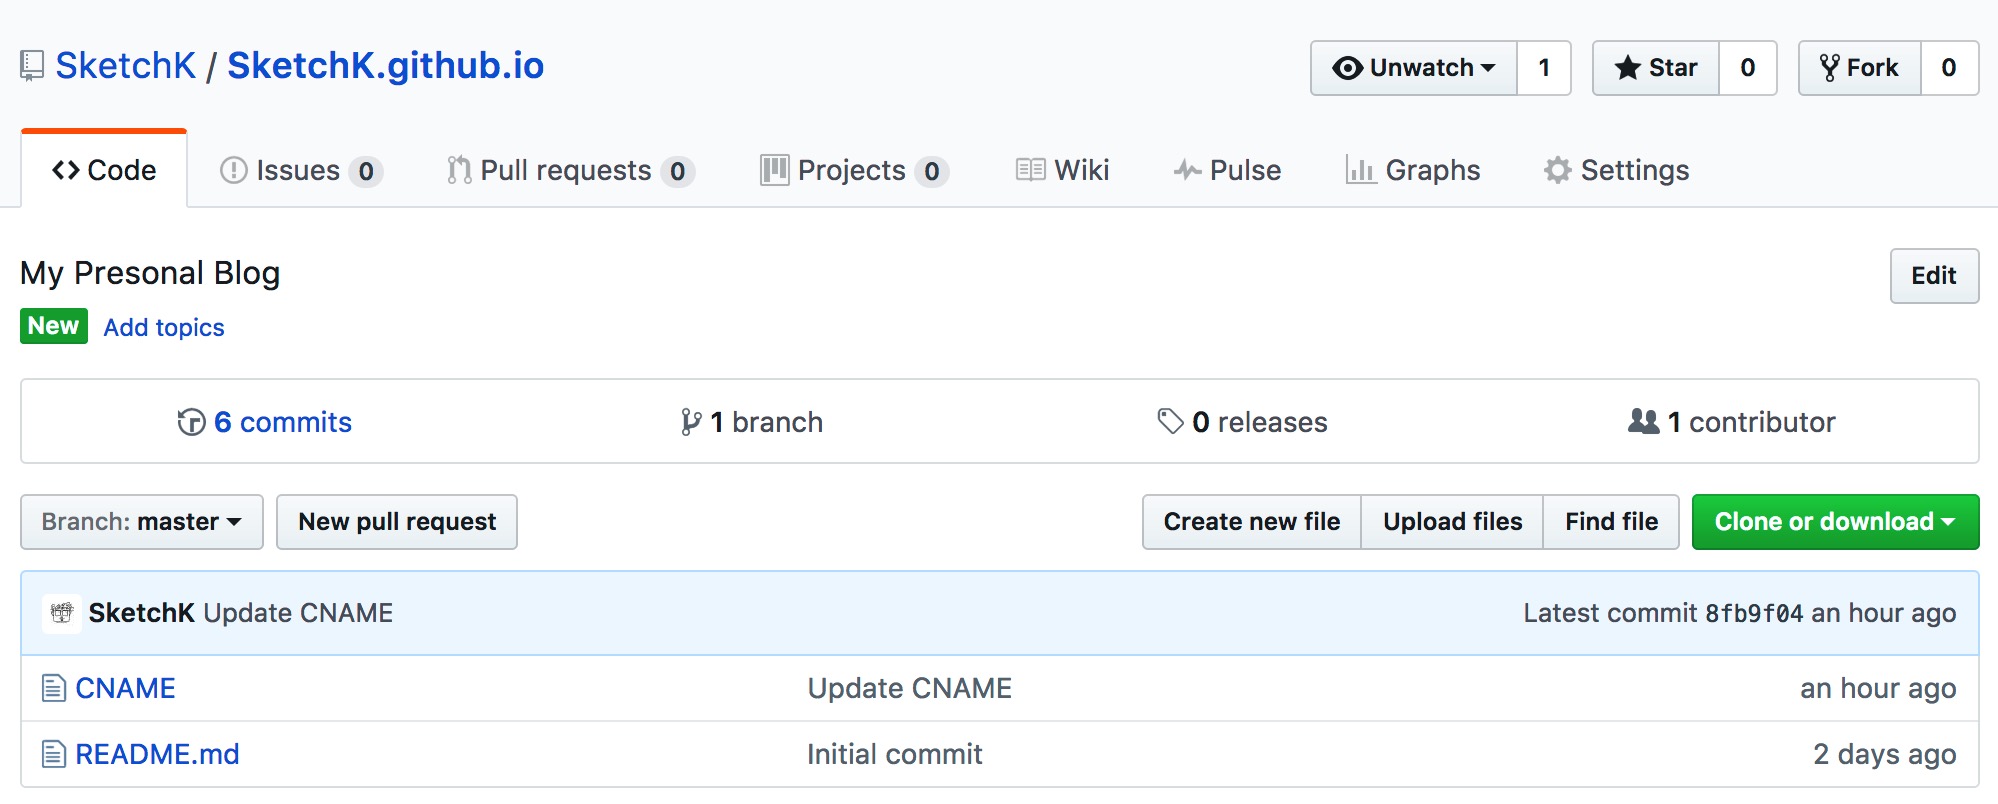 SketchK / SketchK.github.io Unwatch 1 Star 0 Fork 0
Code Issues 0 Pull requests 0 Projects 0 Wiki Pulse Graphs Settings
My Presonal Blog Edit
New Add topics
6 commits 1 branch 0 releases 1 contributor
Branch: master New pull request Create new file Upload files Find file Clone or download
SketchK Update CNAME Latest commit 8fb9f04 an hour ago
CNAME Update CNAME an hour ago
README.md Initial commit 2 days ago